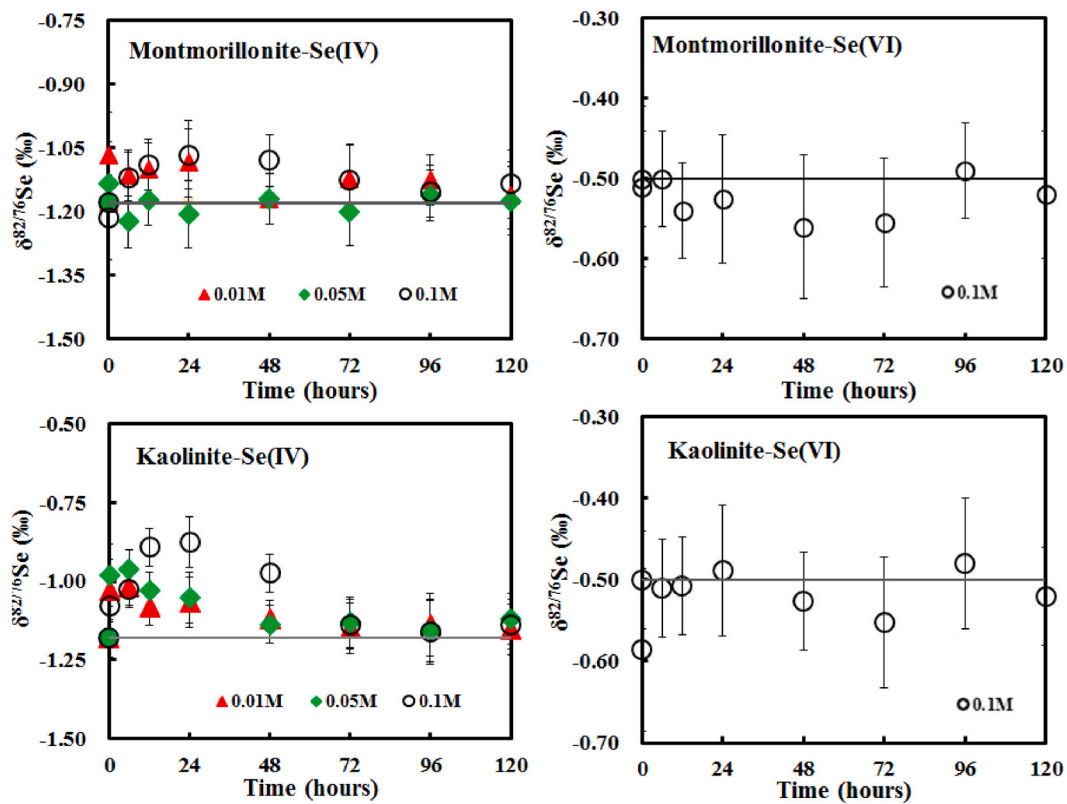 Montmorillonite-Se(IV)
δ82/76Se (‰)
-0.75
-0.90
-1.05
-1.20
-1.35
-1.50
0.01M 0.05M 0.1M
0 24 48 72 96 120
Time (hours)
Montmorillonite-Se(VI)
δ82/76Se (‰)
-0.30
-0.40
-0.50
-0.60
-0.70
0.1M
0 24 48 72 96 120
Time (hours)
Kaolinite-Se(IV)
δ82/76Se (‰)
-0.50
-0.75
-1.00
-1.25
-1.50
0.01M 0.05M 0.1M
0 24 48 72 96 120
Time (hours)
Kaolinite-Se(VI)
δ82/76Se (‰)
-0.30
-0.40
-0.50
-0.60
-0.70
0.1M
0 24 48 72 96 120
Time (hours)